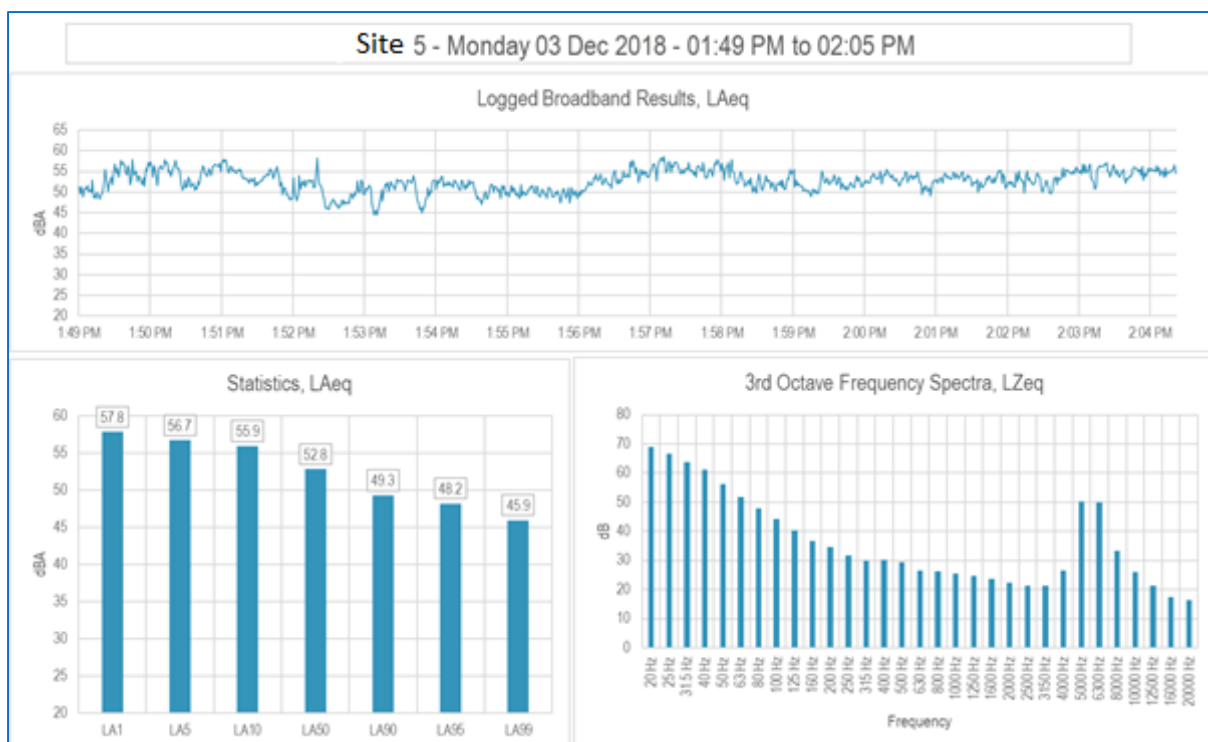 Site 5 - Monday 03 Dec 2018 - 01:49 PM to 02:05 PM
Logged Broadband Results, LAeq
65
60
55
50
45
40
35
30
25
20
dBA
1:49 PM 1:50 PM 1:51 PM 1:52 PM 1:53 PM 1:54 PM 1:55 PM 1:56 PM 1:57 PM 1:58 PM 1:59 PM 2:00 PM 2:01 PM 2:02 PM 2:03 PM 2:04 PM
Statistics, LAeq
60
55
50
45
40
35
30
25
20
dBA
57.8
56.7
55.9
52.8
49.3
48.2
45.9
LA1 LA5 LA10 LA50 LA90 LA95 LA99
3rd Octave Frequency Spectra, LZeq
80
70
60
50
40
30
20
10
0
dB
20 Hz
25 Hz
31.5 Hz
40 Hz
50 Hz
63 Hz
80 Hz
100 Hz
125 Hz
160 Hz
200 Hz
250 Hz
315 Hz
400 Hz
500 Hz
630 Hz
800 Hz
1000 Hz
1250 Hz
1600 Hz
2000 Hz
2500 Hz
3150 Hz
4000 Hz
5000 Hz
6300 Hz
8000 Hz
10000 Hz
12500 Hz
16000 Hz
20000 Hz
Frequency